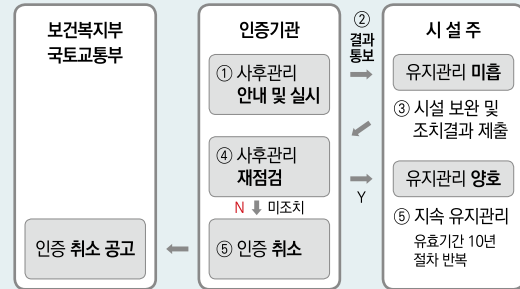 보건복지부
국토교통부
인증 취소 공고
인증기관
① 사후관리
안내 및 실시
④ 사후관리
재점검
N 미조치
⑤ 인증 취소
②
결과
통보
Y
시 설 주
유지관리 미흡
③ 시설 보완 및
조치결과 제출
유지관리 양호
⑤ 지속 유지관리
유효기간 10년
절차 반복